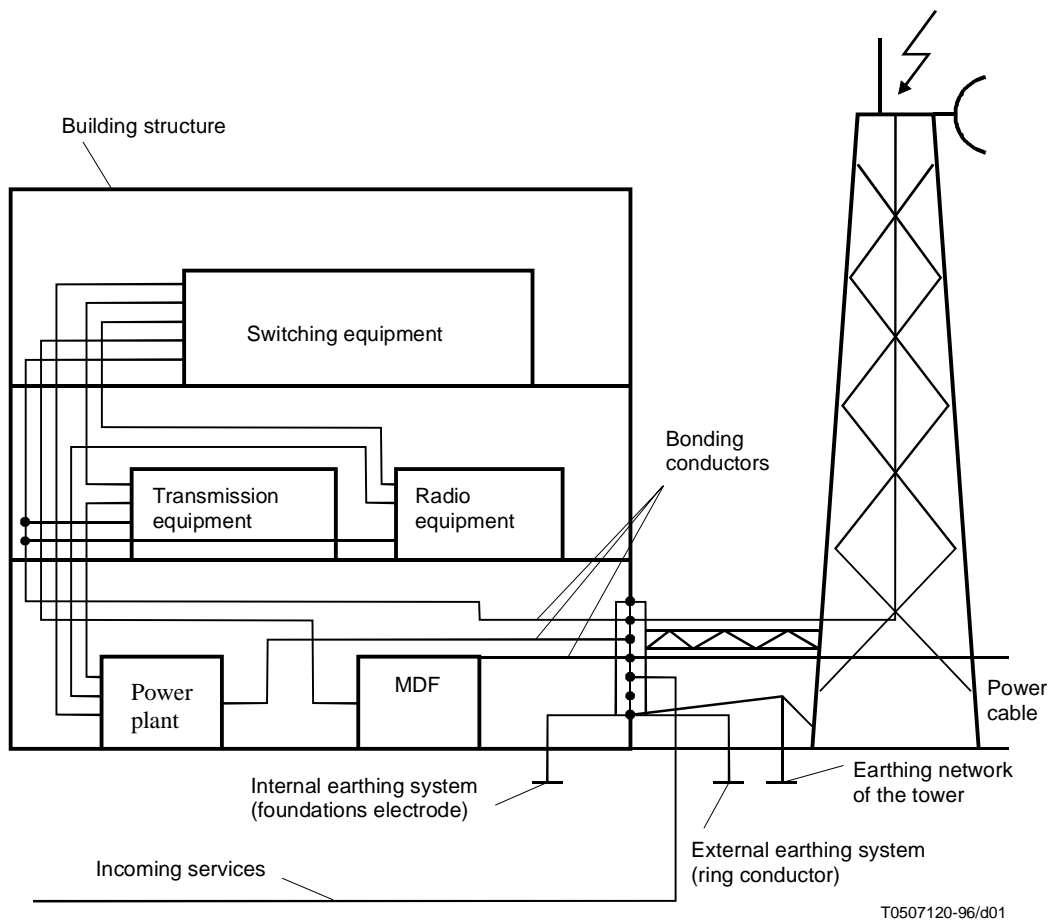 Building structure
Switching equipment
Bonding
conductors
Transmission
equipment
Radio
equipment
Power
plant
MDF
Power
cable
Internal earthing system
(foundations electrode)
Earthing network
of the tower
External earthing system
(ring conductor)
Incoming services
T0507120-96/d01